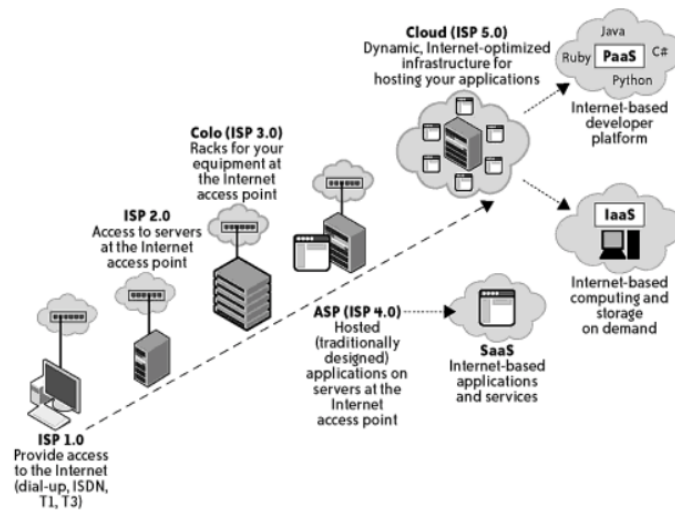 Cloud (ISP 5.0)
Dynamic, Internet-optimized
infrastructure for
hosting your applications
Java
Ruby
PaaS
C#
Python
Internet-based
developer
platform
Colo (ISP 3.0)
Racks for your
equipment at
the Internet
access point
ISP 2.0
Access to servers
at the Internet
access point
IaaS
Internet-based
computing and
storage
on demand
ASP (ISP 4.0)
Hosted
(traditionally
designed)
applications on
servers at the
Internet
access point
SaaS
Internet-based
applications
and services
ISP 1.0
Provide access
to the Internet
(dial-up, ISDN,
T1, T3)